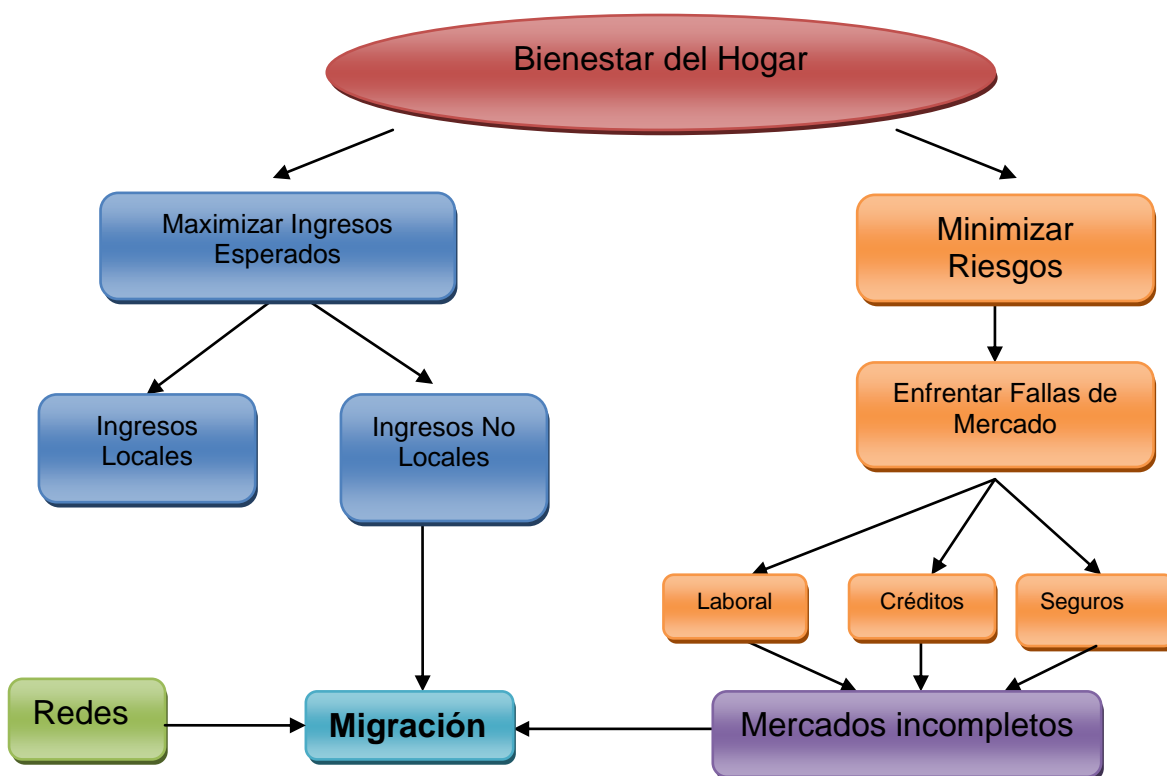 Bienestar del Hogar
Maximizar Ingresos
Esperados
Minimizar
Riesgos
Ingresos
Locales
Ingresos No
Locales
Enfrentar Fallas de
Mercado
Laboral
Créditos
Seguros
Redes
Migración
Mercados incompletos